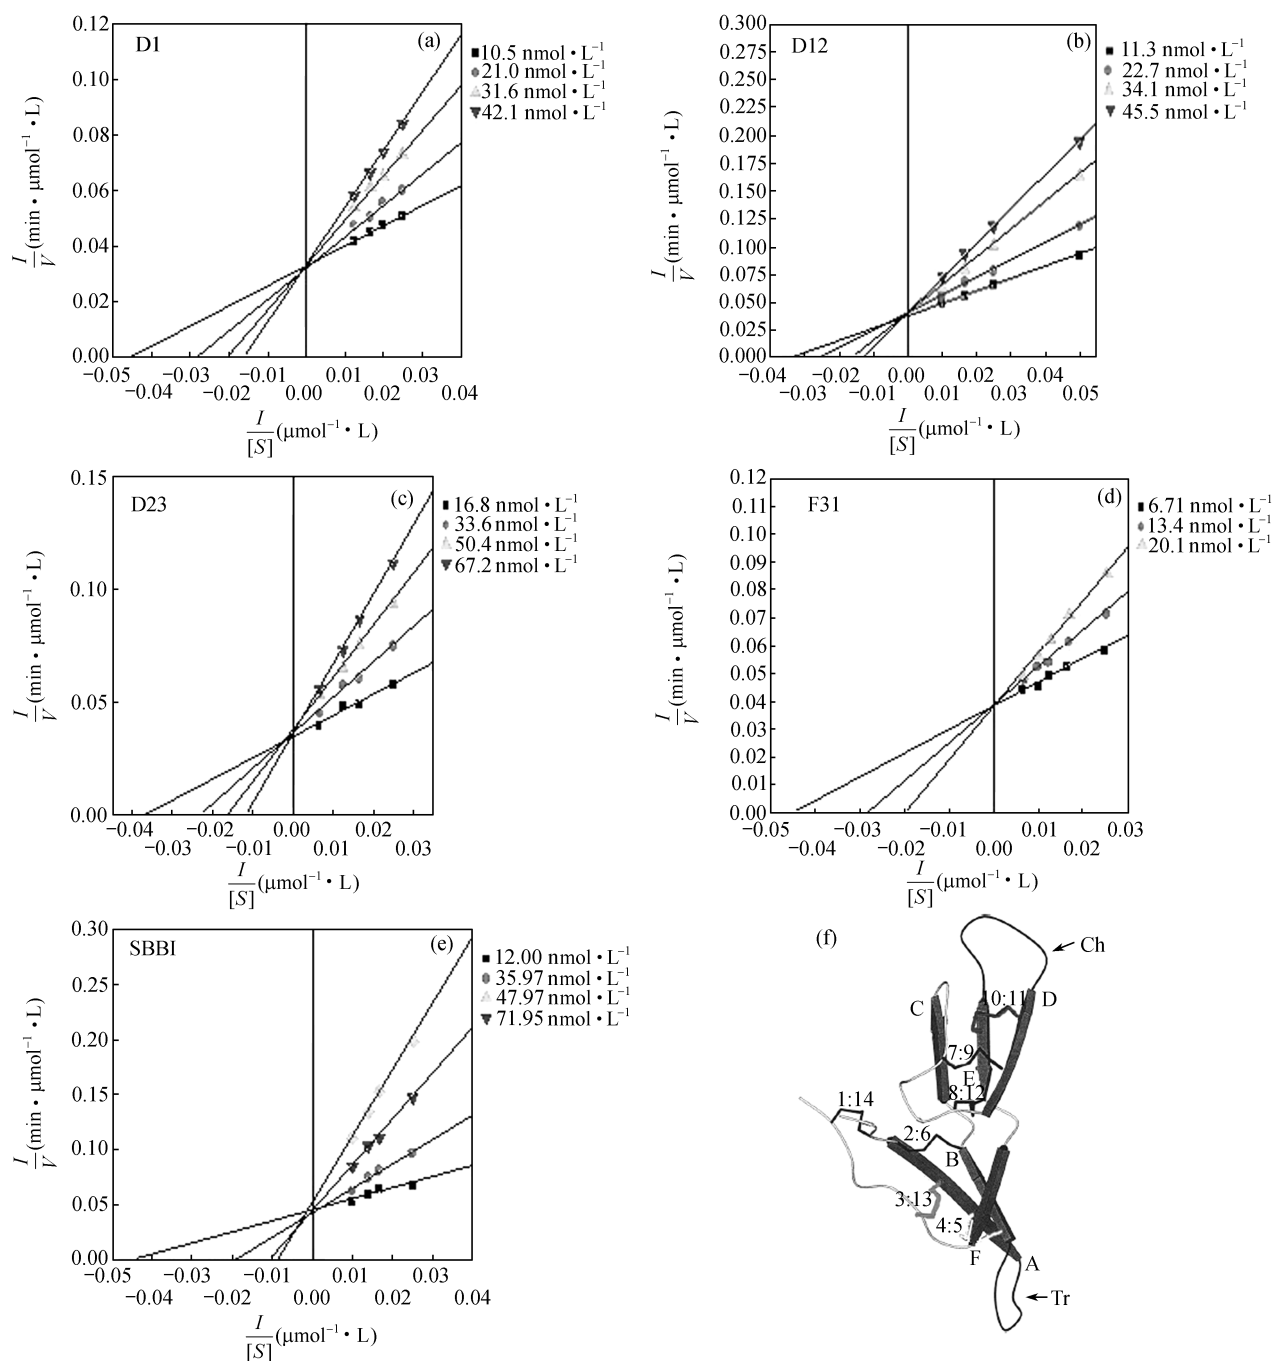 D1
(a)
0.12
0.10
0.08
0.06
0.04
0.02
0.00
−0.05 −0.03 −0.01 0.01 0.03
−0.04 −0.02 0.00 0.02 0.04
I/V (min • μmol⁻¹ • L)
I/[S] (μmol⁻¹ • L)
10.5 nmol • L⁻¹
21.0 nmol • L⁻¹
31.6 nmol • L⁻¹
42.1 nmol • L⁻¹
D12
(b)
0.300
0.275
0.250
0.225
0.200
0.175
0.150
0.125
0.100
0.075
0.050
0.025
0.000
−0.04 −0.02 0.00 0.02 0.04
−0.03 −0.01 0.01 0.03 0.05
I/V (min • μmol⁻¹ • L)
I/[S] (μmol⁻¹ • L)
11.3 nmol • L⁻¹
22.7 nmol • L⁻¹
34.1 nmol • L⁻¹
45.5 nmol • L⁻¹
D23
(c)
0.15
0.10
0.05
0.00
−0.04 −0.02 0.00 0.02
−0.03 −0.01 0.01 0.03
I/V (min • μmol⁻¹ • L)
I/[S] (μmol⁻¹ • L)
16.8 nmol • L⁻¹
33.6 nmol • L⁻¹
50.4 nmol • L⁻¹
67.2 nmol • L⁻¹
F31
(d)
0.12
0.11
0.10
0.09
0.08
0.07
0.06
0.05
0.04
0.03
0.02
0.01
0.00
−0.05 −0.03 −0.01 0.01 0.03
−0.04 −0.02 0.00 0.02
I/V (min • μmol⁻¹ • L)
I/[S] (μmol⁻¹ • L)
6.71 nmol • L⁻¹
13.4 nmol • L⁻¹
20.1 nmol • L⁻¹
SBBI
(e)
0.30
0.25
0.20
0.15
0.10
0.05
0.00
−0.05 −0.03 −0.01 0.01 0.03
−0.04 −0.02 0.00 0.02 0.04
I/V (min • μmol⁻¹ • L)
I/[S] (μmol⁻¹ • L)
12.00 nmol • L⁻¹
35.97 nmol • L⁻¹
47.97 nmol • L⁻¹
71.95 nmol • L⁻¹
(f)
Ch
C
10:11
D
7:9
E
8:12
1:14
2:6
B
3:13
4:5
F
A
Tr